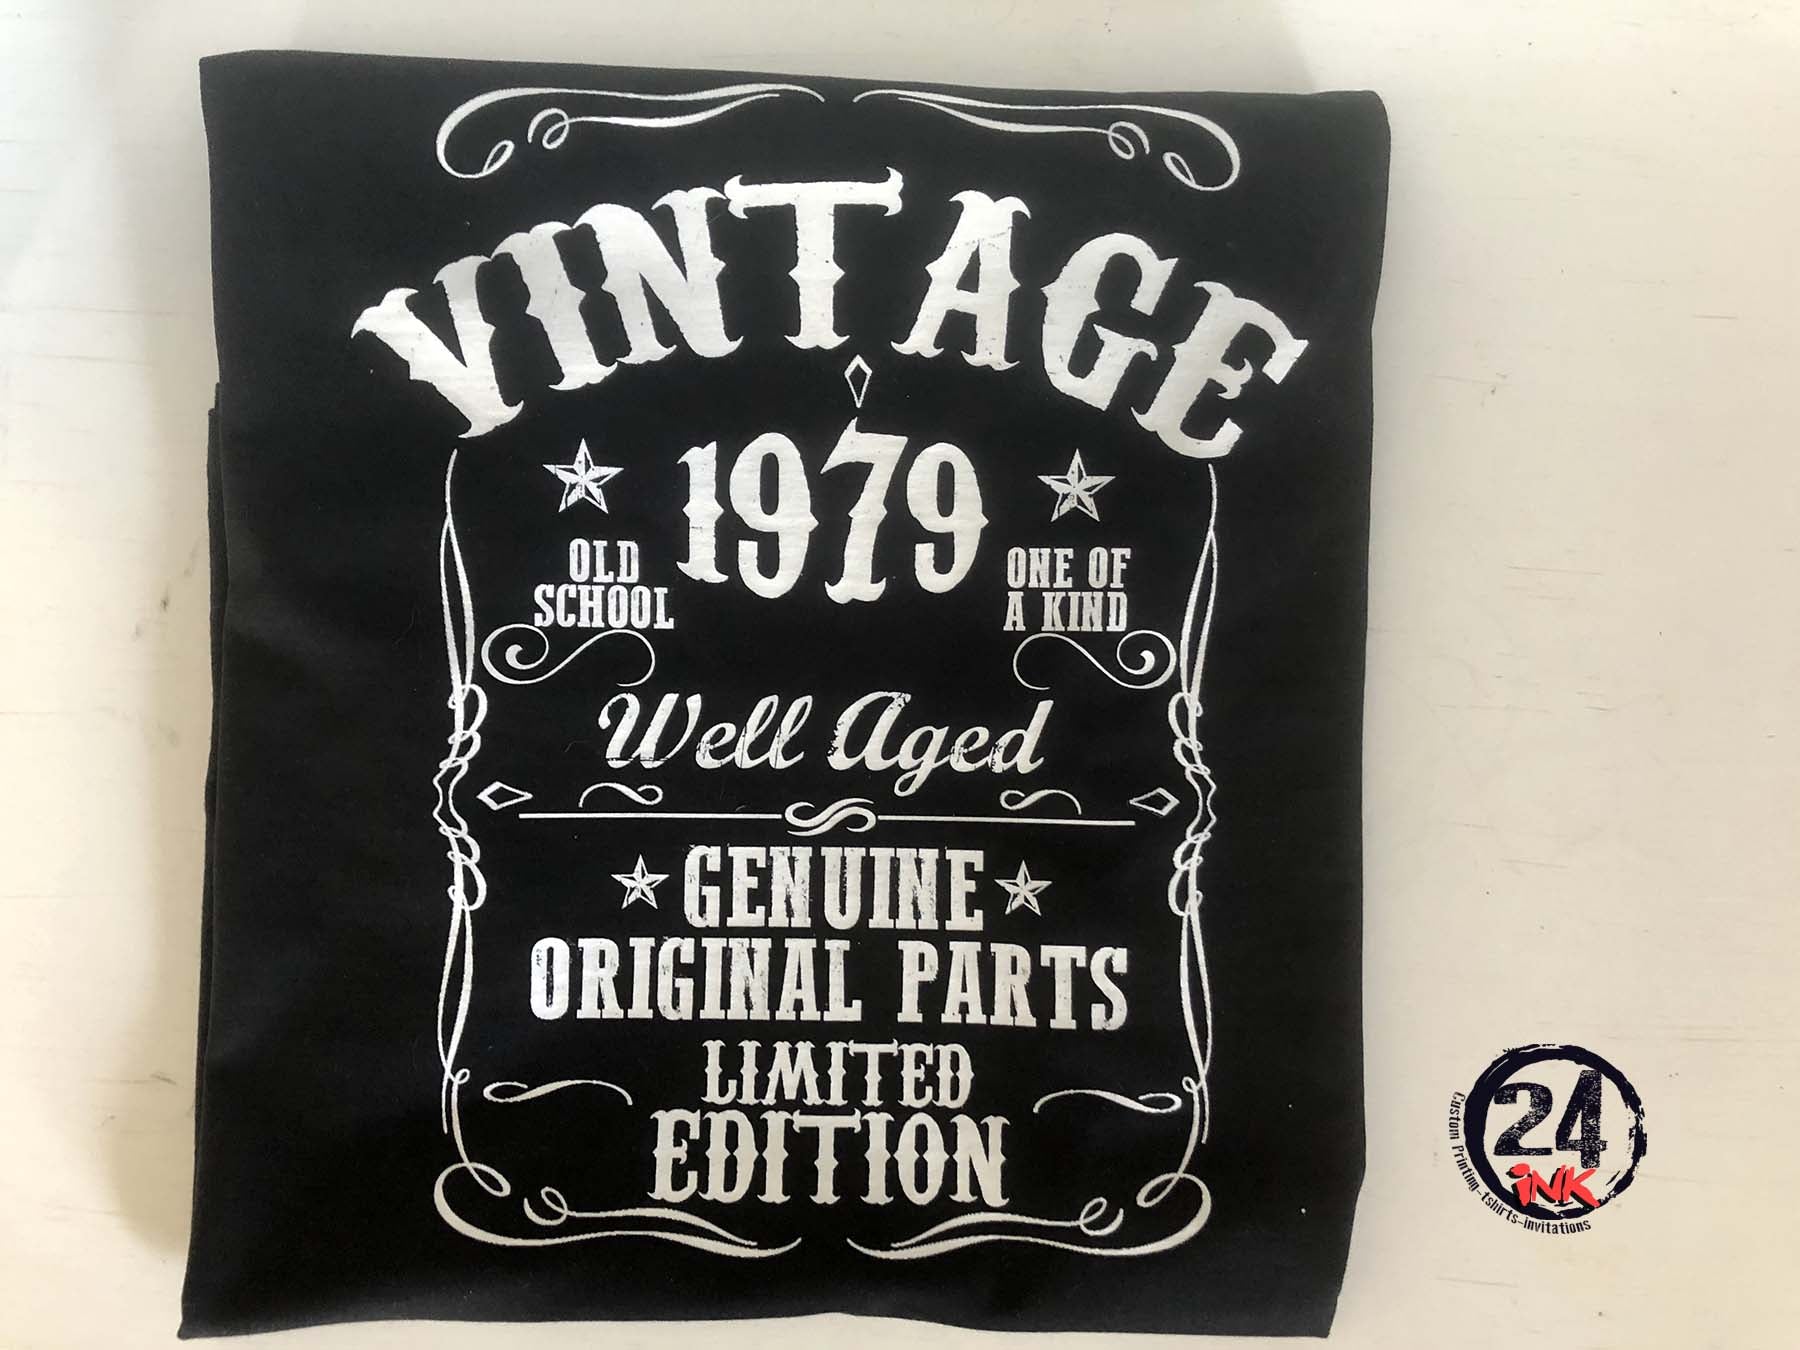 VINTAGE
1979
OLD
SCHOOL
ONE OF
A KIND
Well Aged
GENUINE
ORIGINAL PARTS
LIMITED
EDITION
24
iNK
Custom Printing-tshirts-invitations